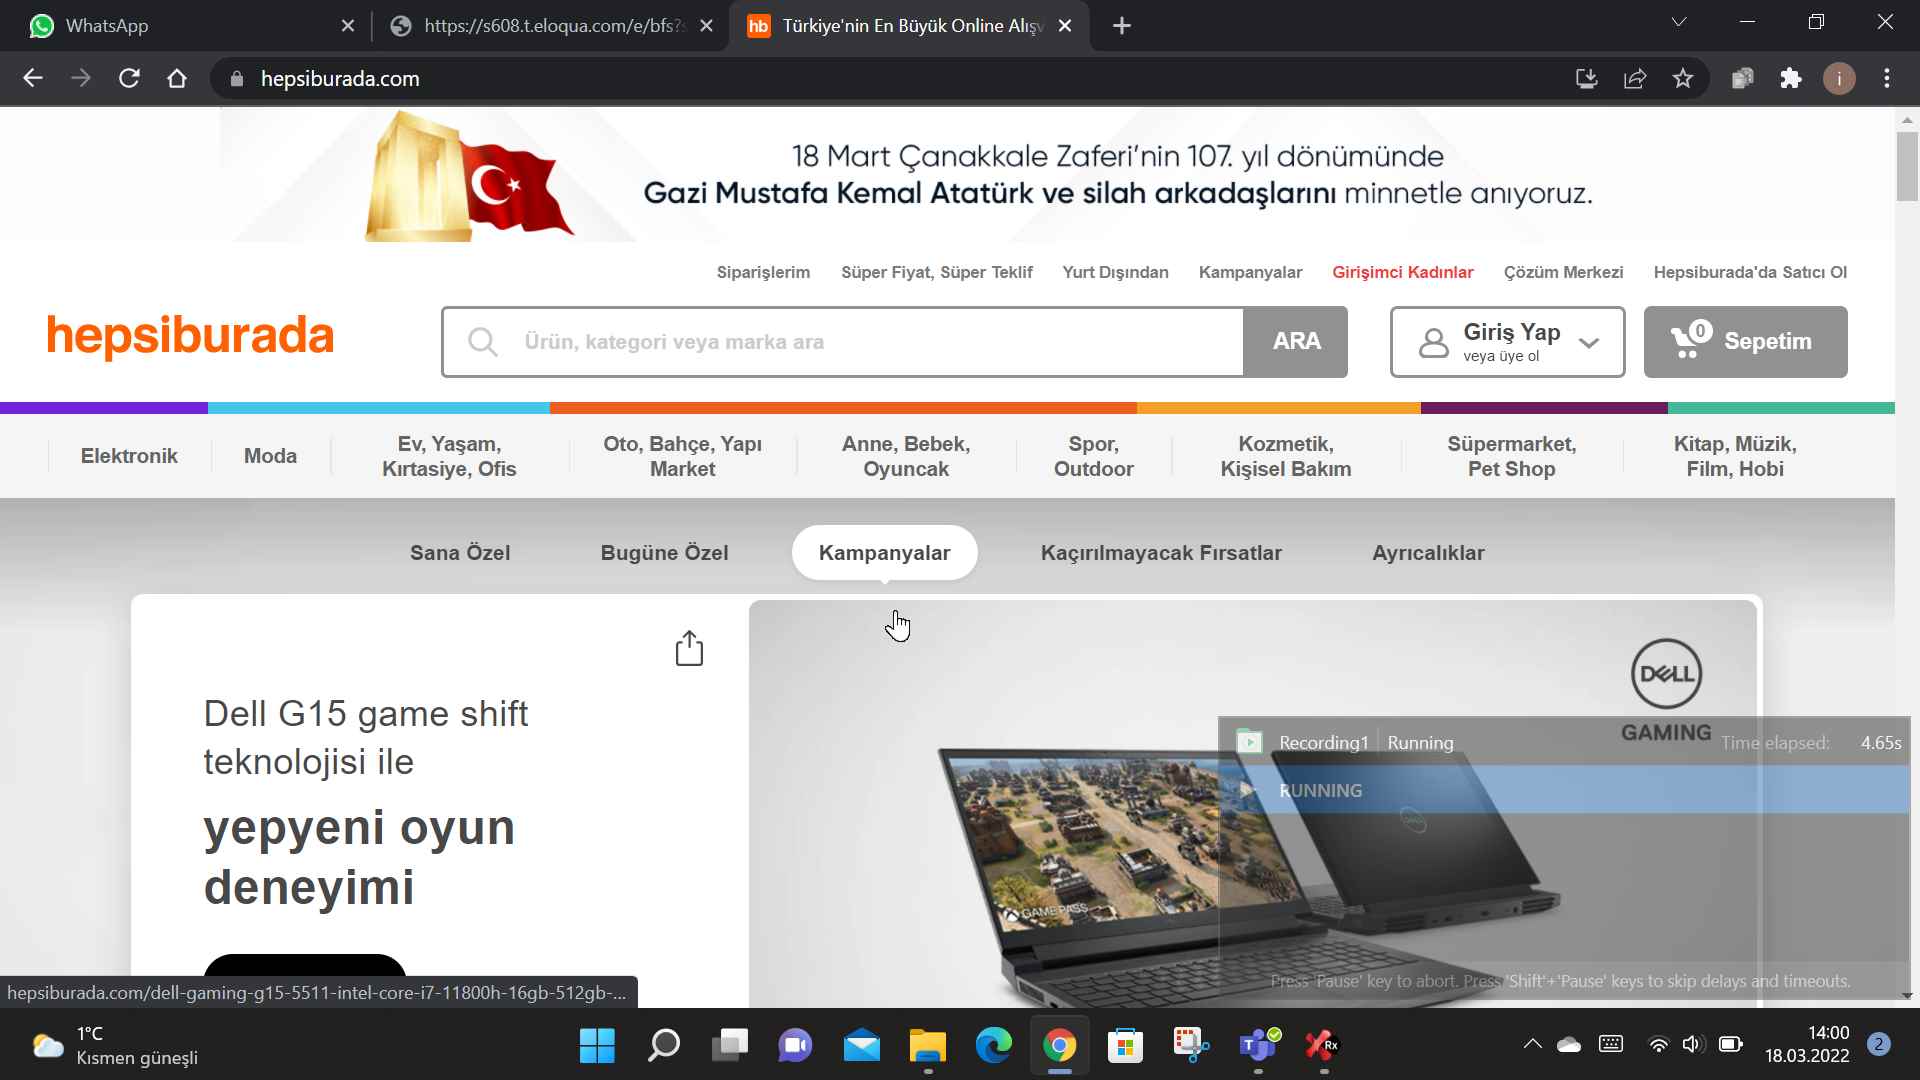 WhatsApp
https://s608.t.eloqua.com/e/bfs?s
hb Türkiye'nin En Büyük Online Alışv
hepsiburada.com
i
18 Mart Çanakkale Zaferi'nin 107. yıl dönümünde
Gazi Mustafa Kemal Atatürk ve silah arkadaşlarını minnetle anıyoruz.
Siparişlerim Süper Fiyat, Süper Teklif Yurt Dışından Kampanyalar Girişimci Kadınlar Çözüm Merkezi Hepsiburada'da Satıcı Ol
hepsiburada
Ürün, kategori veya marka ara
ARA
Giriş Yap
veya üye ol
0 Sepetim
Elektronik
Moda
Ev, Yaşam,
Kırtasiye, Ofis
Oto, Bahçe, Yapı
Market
Anne, Bebek,
Oyuncak
Spor,
Outdoor
Kozmetik,
Kişisel Bakım
Süpermarket,
Pet Shop
Kitap, Müzik,
Film, Hobi
Sana Özel Bugüne Özel Kampanyalar Kaçırılmayacak Fırsatlar Ayrıcalıklar
Dell G15 game shift
teknolojisi ile
yepyeni oyun
deneyimi
DELL
GAMING
GAME PASS
DELL
Recording1 Running Time elapsed: 4.65s
RUNNING
Press 'Pause' key to abort. Press 'Shift'+'Pause' keys to skip delays and timeouts.
hepsiburada.com/dell-gaming-g15-5511-intel-core-i7-11800h-16gb-512gb-...
1°C
Kısmen güneşli
T
Rx
14:00
18.03.2022
2